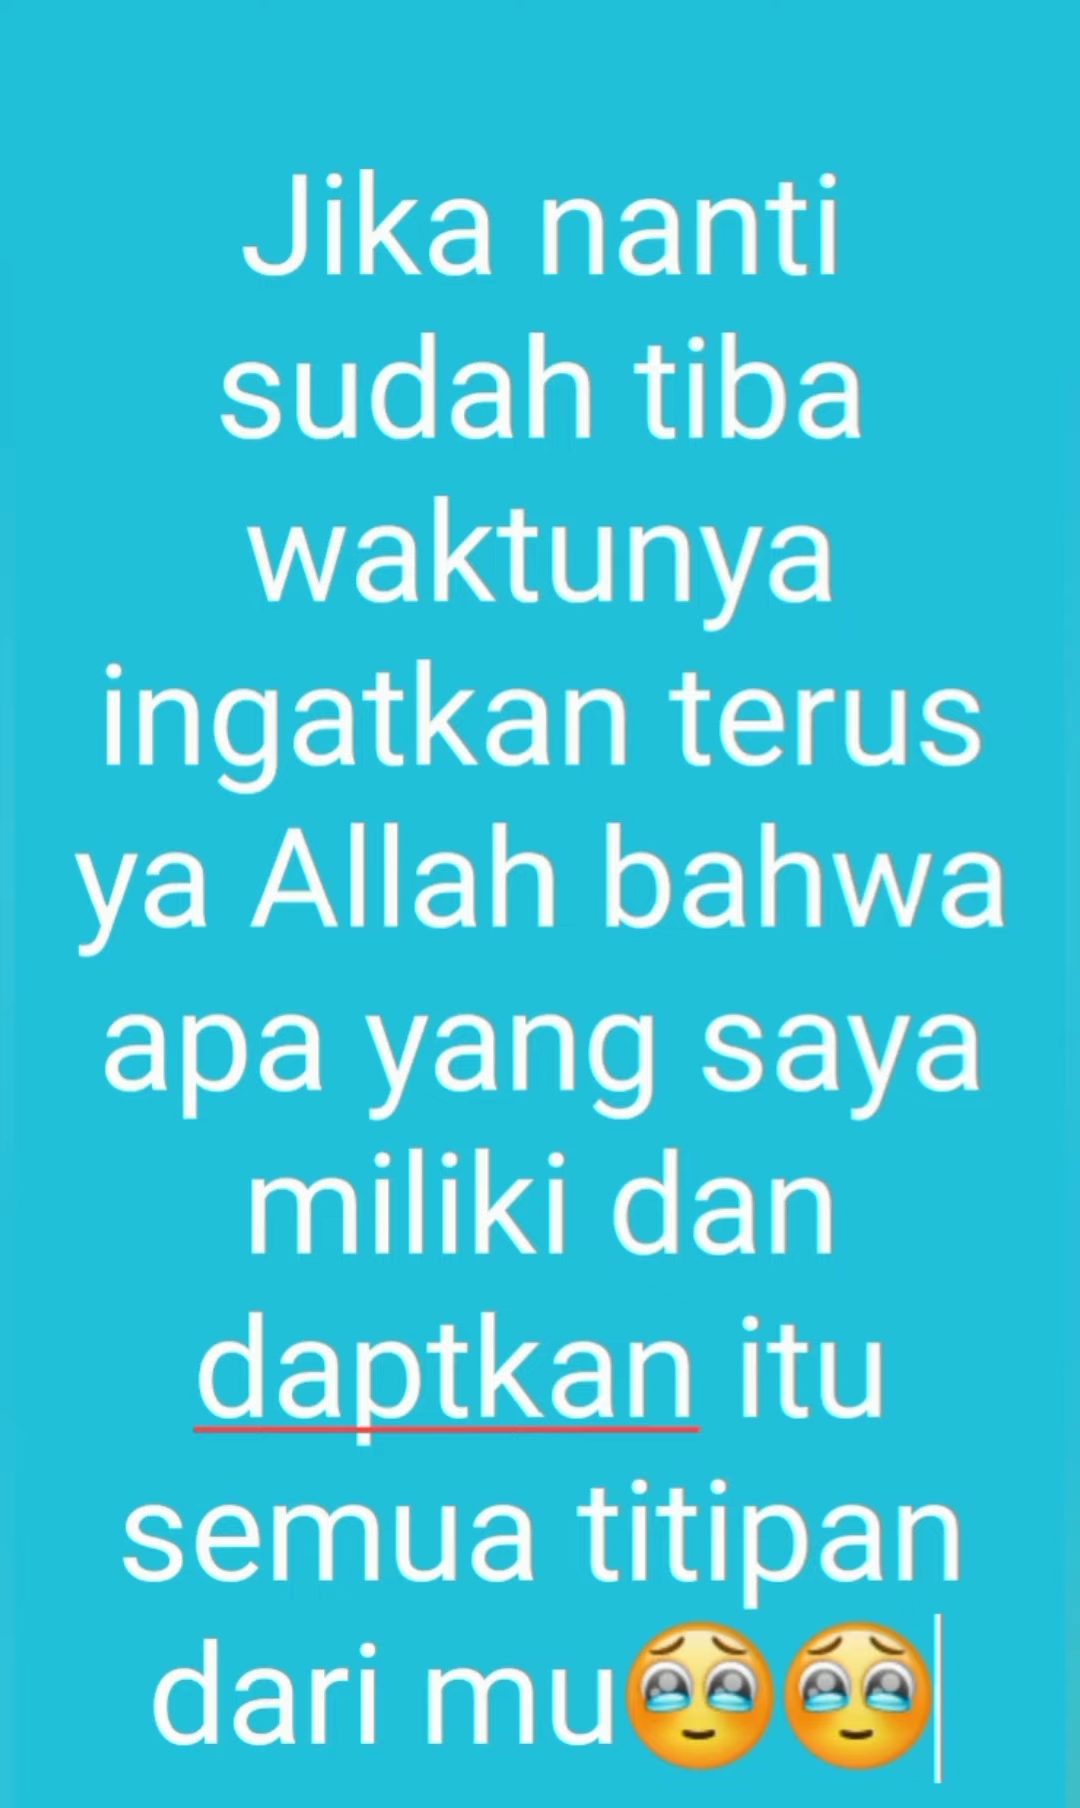 Jika nanti
sudah tiba
waktunya
ingatkan terus
ya Allah bahwa
apa yang saya
miliki dan
daptkan itu
semua titipan
dari mu🥹🥹